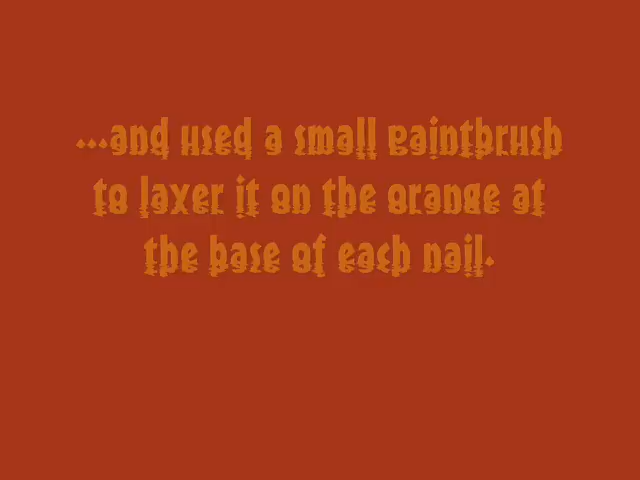 ...and used a small paintbrush
to layer it on the orange at
the base of each nail.